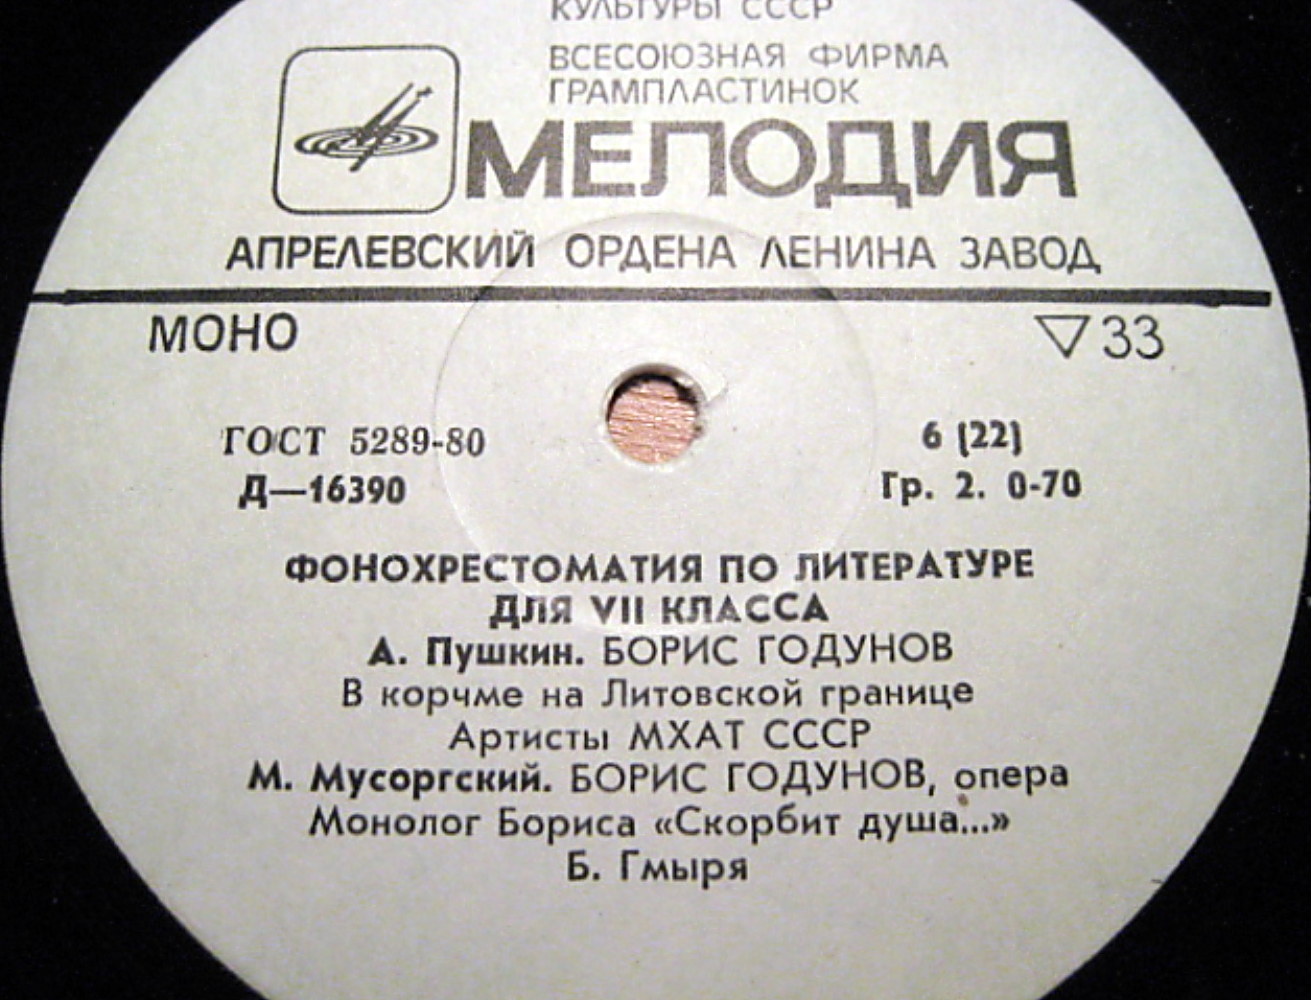 КУЛЬТУРЫ СССР
ВСЕСОЮЗНАЯ ФИРМА
ГРАМПЛАСТИНОК
МЕЛОДИЯ
АПРЕЛЕВСКИЙ ОРДЕНА ЛЕНИНА ЗАВОД
МОНО ▽33
ГОСТ 5289-80 6 (22)
Д—16390 Гр. 2. 0-70
ФОНОХРЕСТОМАТИЯ ПО ЛИТЕРАТУРЕ
ДЛЯ VII КЛАССА
А. Пушкин. БОРИС ГОДУНОВ
В корчме на Литовской границе
Артисты МХАТ СССР
М. Мусоргский. БОРИС ГОДУНОВ, опера
Монолог Бориса «Скорбит душа...»
Б. Гмыря